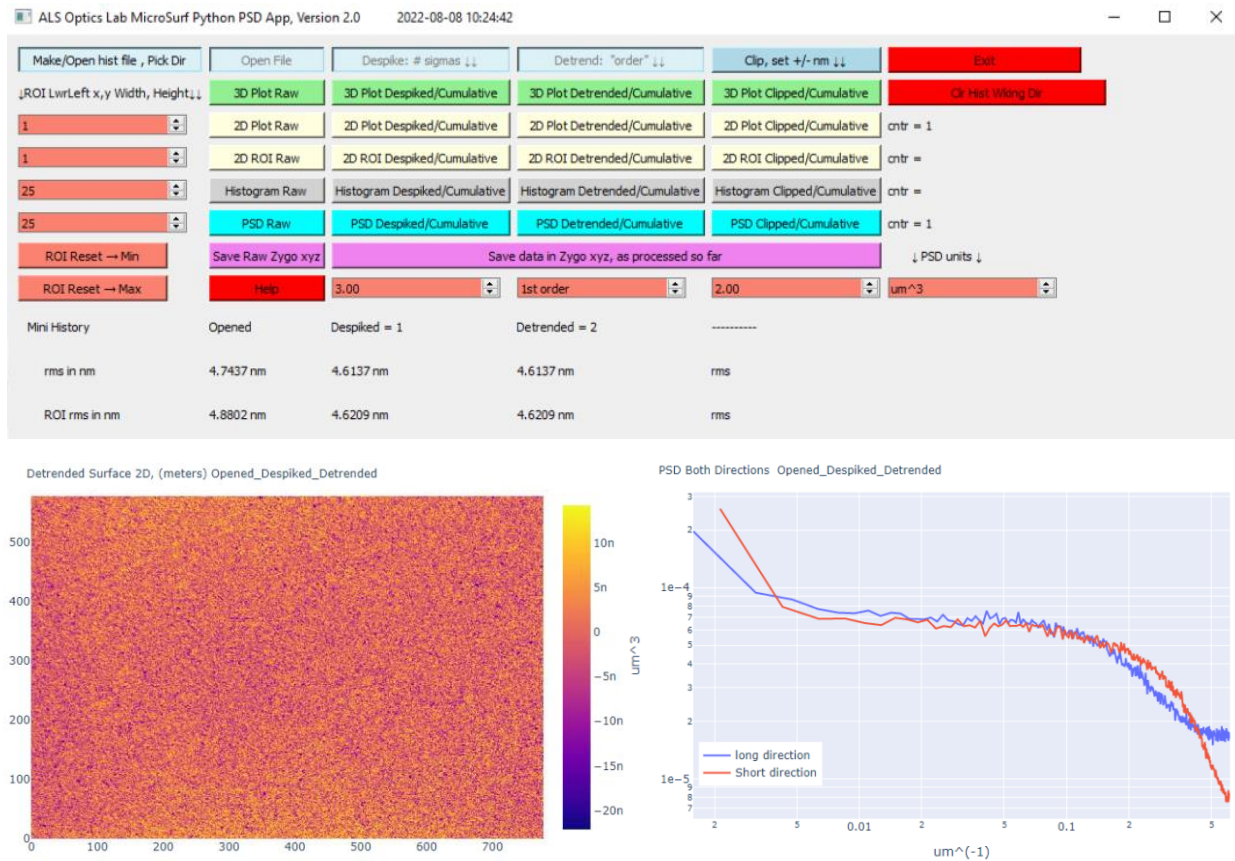 ALS Optics Lab MicroSurf Python PSD App, Version 2.0 2022-08-08 10:24:42
Make/Open hist file , Pick Dir Open File Despike: # sigmas ↓↓ Detrend: "order" ↓↓ Clip, set +/- nm ↓↓ Exit
↓ROI LwrLeft x,y Width, Height↓↓ 3D Plot Raw 3D Plot Despiked/Cumulative 3D Plot Detrended/Cumulative 3D Plot Clipped/Cumulative Clr Hist Wking Dir
1 2D Plot Raw 2D Plot Despiked/Cumulative 2D Plot Detrended/Cumulative 2D Plot Clipped/Cumulative cntr = 1
1 2D ROI Raw 2D ROI Despiked/Cumulative 2D ROI Detrended/Cumulative 2D ROI Clipped/Cumulative cntr =
25 Histogram Raw Histogram Despiked/Cumulative Histogram Detrended/Cumulative Histogram Clipped/Cumulative cntr =
25 PSD Raw PSD Despiked/Cumulative PSD Detrended/Cumulative PSD Clipped/Cumulative cntr = 1
ROI Reset → Min Save Raw Zygo xyz Save data in Zygo xyz, as processed so far ↓ PSD units ↓
ROI Reset → Max Help 3.00 1st order 2.00 um^3
Mini History Opened Despiked = 1 Detrended = 2 ----------
rms in nm 4.7437 nm 4.6137 nm 4.6137 nm rms
ROI rms in nm 4.8802 nm 4.6209 nm 4.6209 nm rms
Detrended Surface 2D, (meters) Opened_Despiked_Detrended
500
400
300
200
100
0
0 100 200 300 400 500 600 700
10n
5n
0
−5n
−10n
−15n
−20n
PSD Both Directions Opened_Despiked_Detrended
um^3
3
2
1e−4
9
8
7
6
5
4
3
2
1e−5
9
8
7
long direction
Short direction
2 5 0.01 2 5 0.1 2 5
um^(-1)